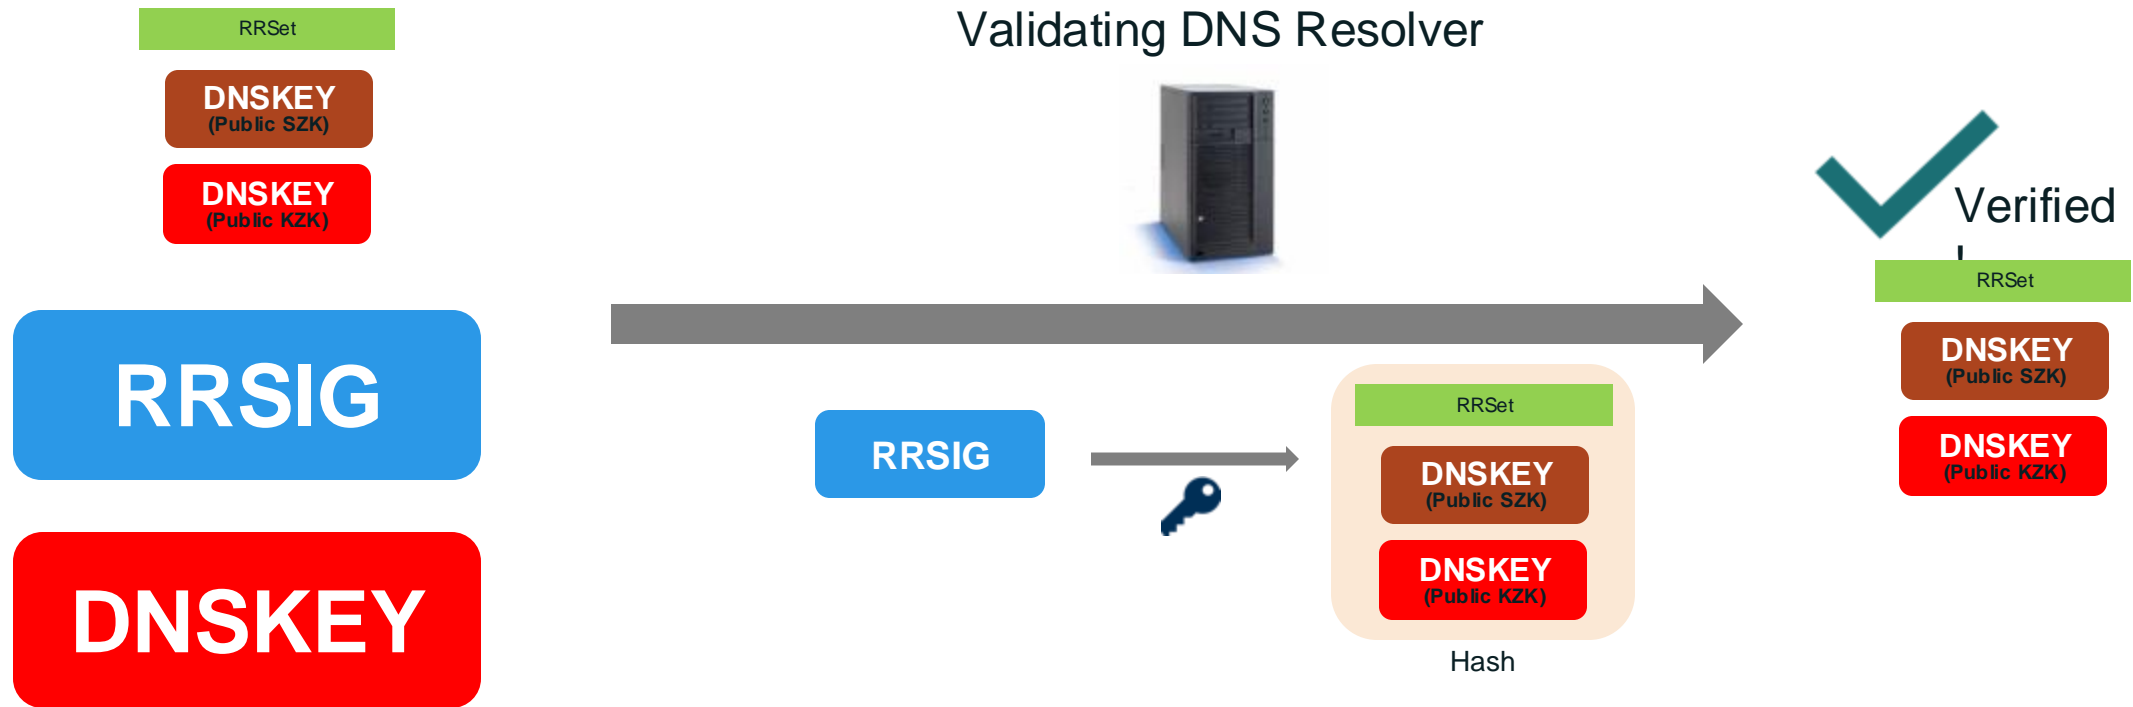 RRSet
DNSKEY
(Public SZK)
DNSKEY
(Public KZK)
RRSIG
DNSKEY
Validating DNS Resolver
RRSIG
RRSet
DNSKEY
(Public SZK)
DNSKEY
(Public KZK)
Hash
Verified
!
RRSet
DNSKEY
(Public SZK)
DNSKEY
(Public KZK)